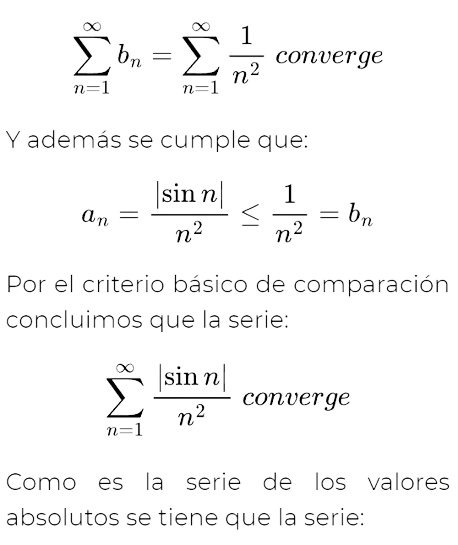 ∑_{n=1}^{∞} b_n = ∑_{n=1}^{∞} 1/n² converge
Y además se cumple que:
a_n = |sin n|/n² ≤ 1/n² = b_n
Por el criterio básico de comparación
concluimos que la serie:
∑_{n=1}^{∞} |sin n|/n² converge
Como es la serie de los valores
absolutos se tiene que la serie: